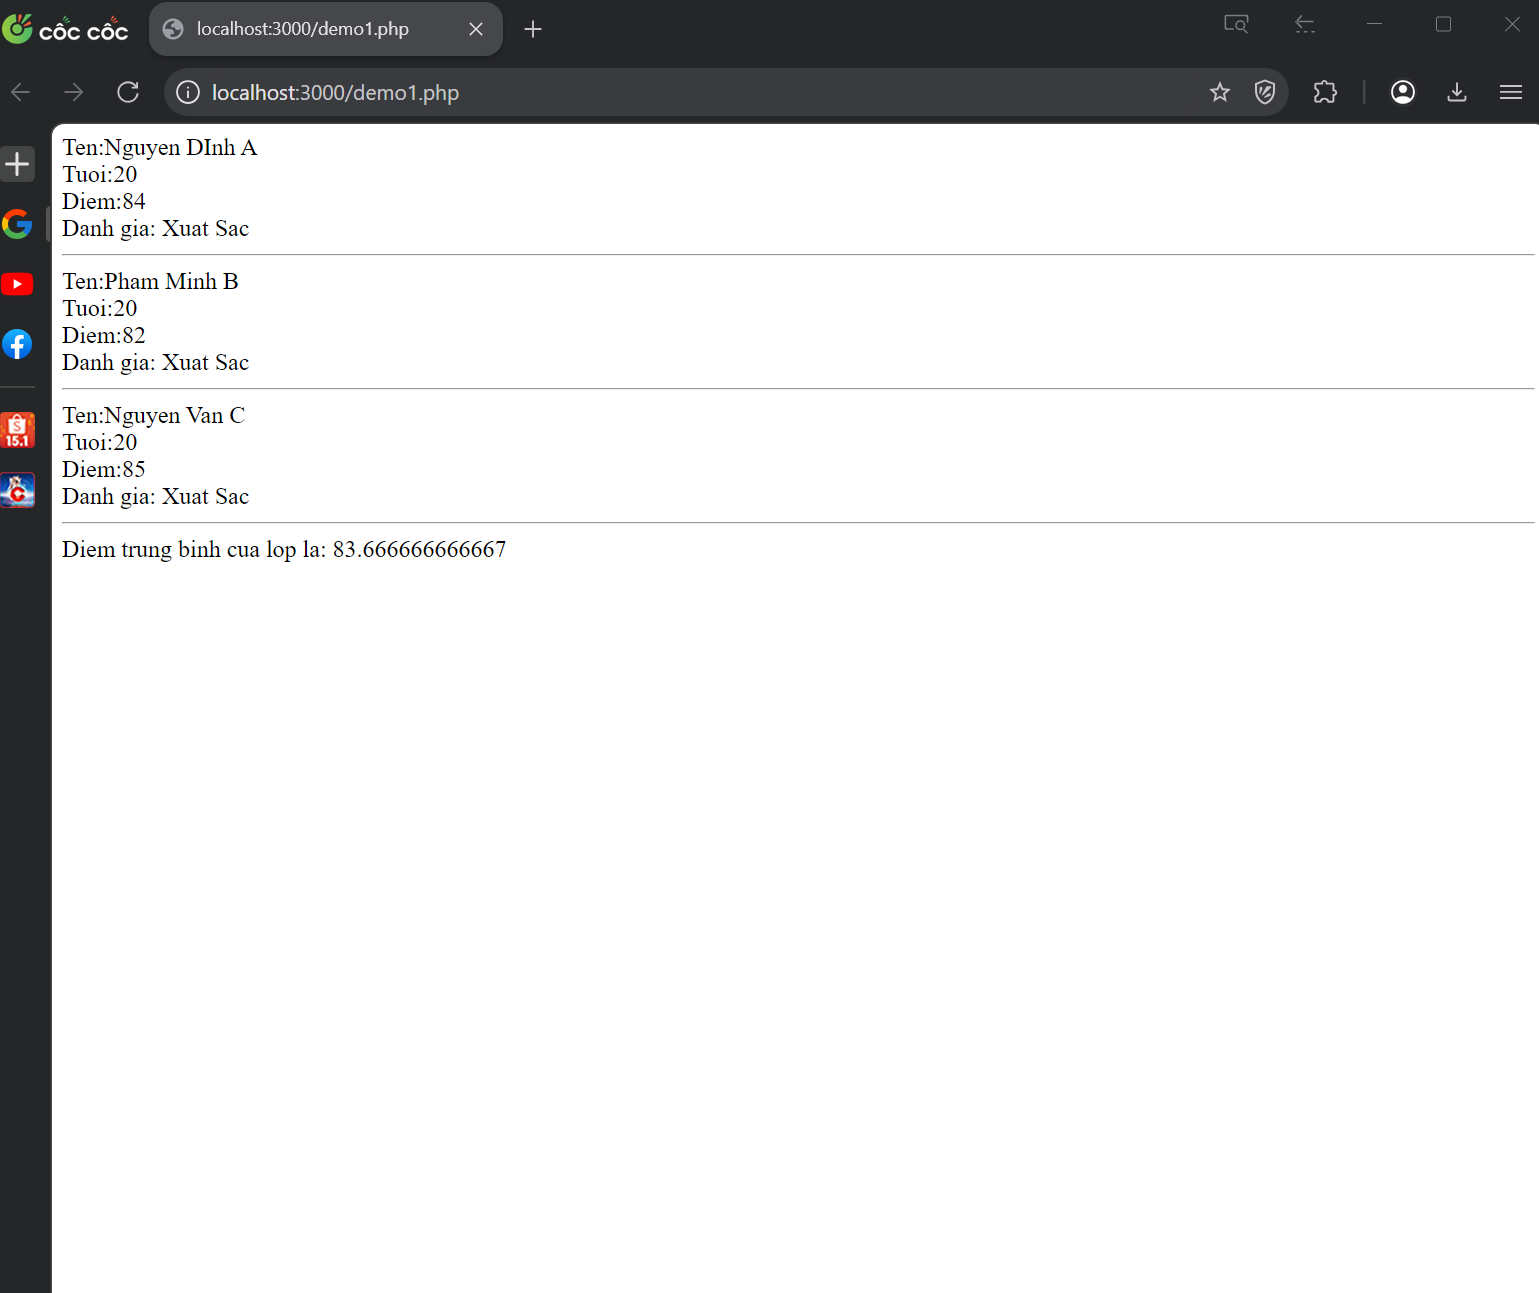 cốc cốc
localhost:3000/demo1.php
localhost:3000/demo1.php
Ten:Nguyen DInh A
Tuoi:20
Diem:84
Danh gia: Xuat Sac
Ten:Pham Minh B
Tuoi:20
Diem:82
Danh gia: Xuat Sac
Ten:Nguyen Van C
Tuoi:20
Diem:85
Danh gia: Xuat Sac
Diem trung binh cua lop la: 83.666666666667
15.1